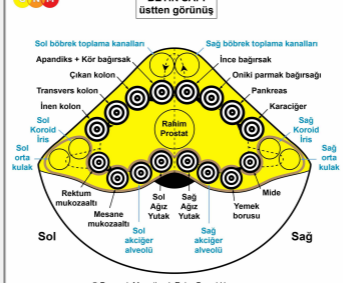 üstten görünüş
Sol böbrek toplama kanalları
Sağ böbrek toplama kanalları
Apandiks + Kör bağırsak
İnce bağırsak
Çıkan kolon
Oniki parmak bağırsağı
Transvers kolon
Pankreas
İnen kolon
Karaciğer
Sol
Koroid
İris
Rahim
Prostat
Sağ
Koroid
İris
Sol
orta
kulak
Sağ
orta
kulak
Rektum
mukozaaltı
Mesane
mukozaaltı
Sol
Ağız
Yutak
Sağ
Ağız
Yutak
Yemek
borusu
Mide
Sol
akciğer
alveolü
Sağ
akciğer
alveolü
Sol
Sağ